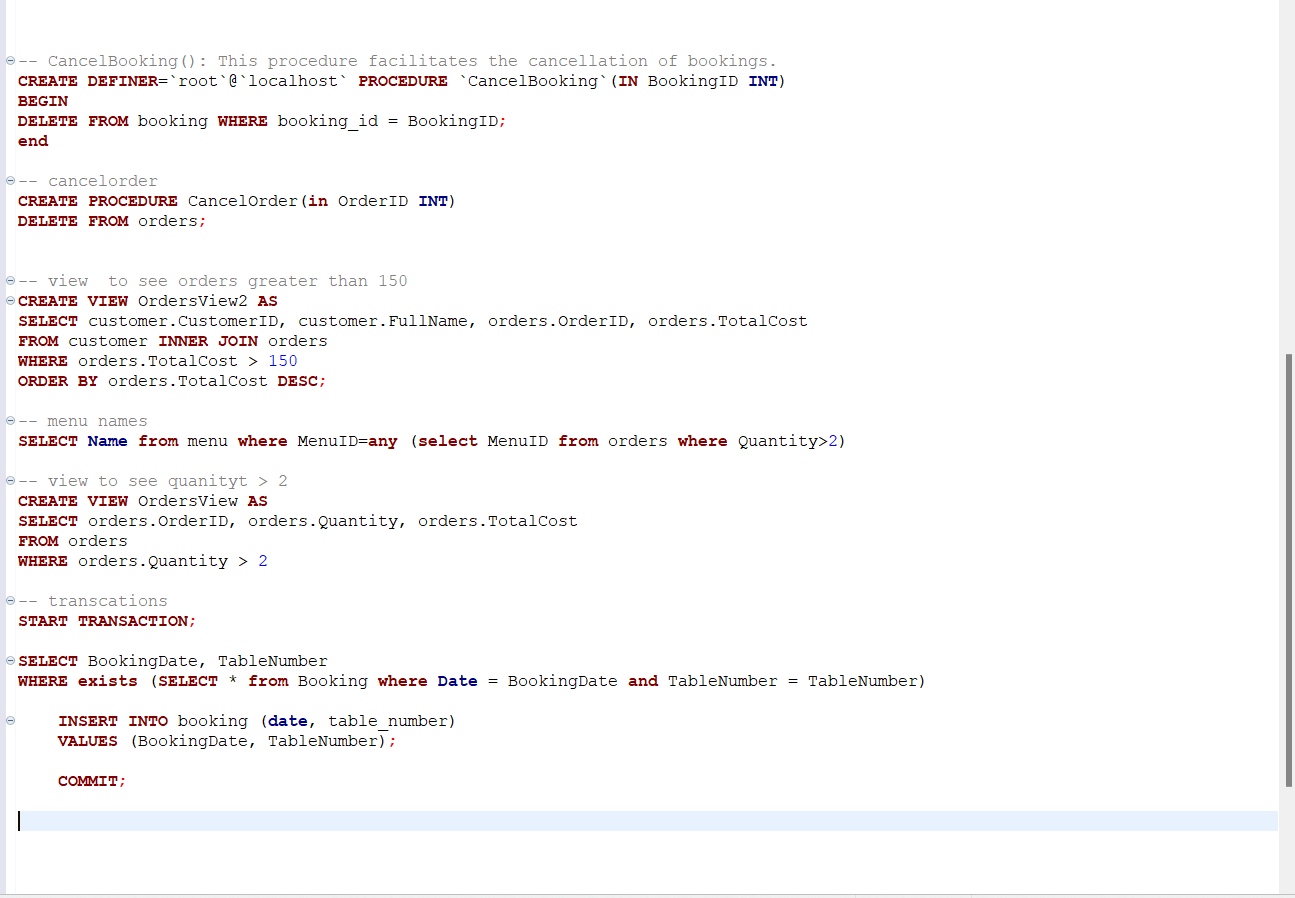 -- CancelBooking(): This procedure facilitates the cancellation of bookings.
CREATE DEFINER=`root`@`localhost` PROCEDURE `CancelBooking`(IN BookingID INT)
BEGIN
DELETE FROM booking WHERE booking_id = BookingID;
end
-- cancelorder
CREATE PROCEDURE CancelOrder(in OrderID INT)
DELETE FROM orders;
-- view  to see orders greater than 150
CREATE VIEW OrdersView2 AS
SELECT customer.CustomerID, customer.FullName, orders.OrderID, orders.TotalCost
FROM customer INNER JOIN orders
WHERE orders.TotalCost > 150
ORDER BY orders.TotalCost DESC;
-- menu names
SELECT Name from menu where MenuID=any (select MenuID from orders where Quantity>2)
-- view to see quanityt > 2
CREATE VIEW OrdersView AS
SELECT orders.OrderID, orders.Quantity, orders.TotalCost
FROM orders
WHERE orders.Quantity > 2
-- transcations
START TRANSACTION;
SELECT BookingDate, TableNumber
WHERE exists (SELECT * from Booking where Date = BookingDate and TableNumber = TableNumber)
    INSERT INTO booking (date, table_number)
    VALUES (BookingDate, TableNumber);
    COMMIT;